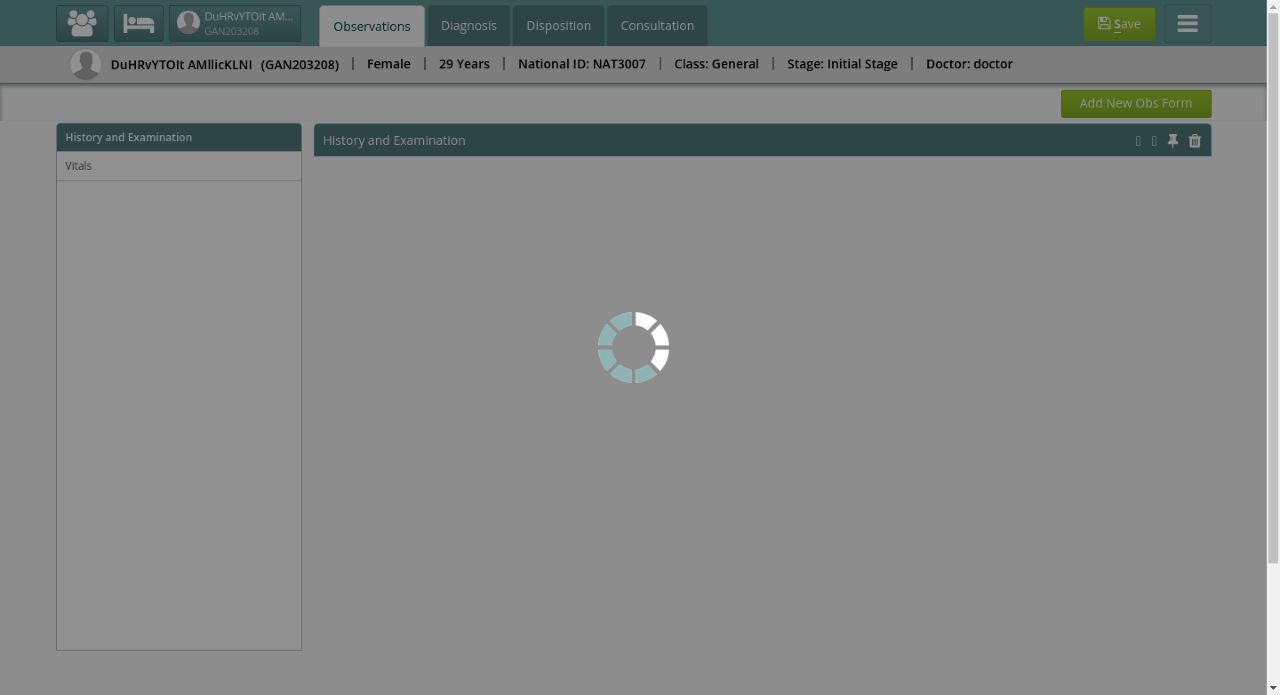 DuHRvYTOIt AM...
GAN203208
Observations
Diagnosis
Disposition
Consultation
Save
DuHRvYTOIt AMllicKLNI (GAN203208) | Female | 29 Years | National ID: NAT3007 | Class: General | Stage: Initial Stage | Doctor: doctor
Add New Obs Form
History and Examination
Vitals
History and Examination